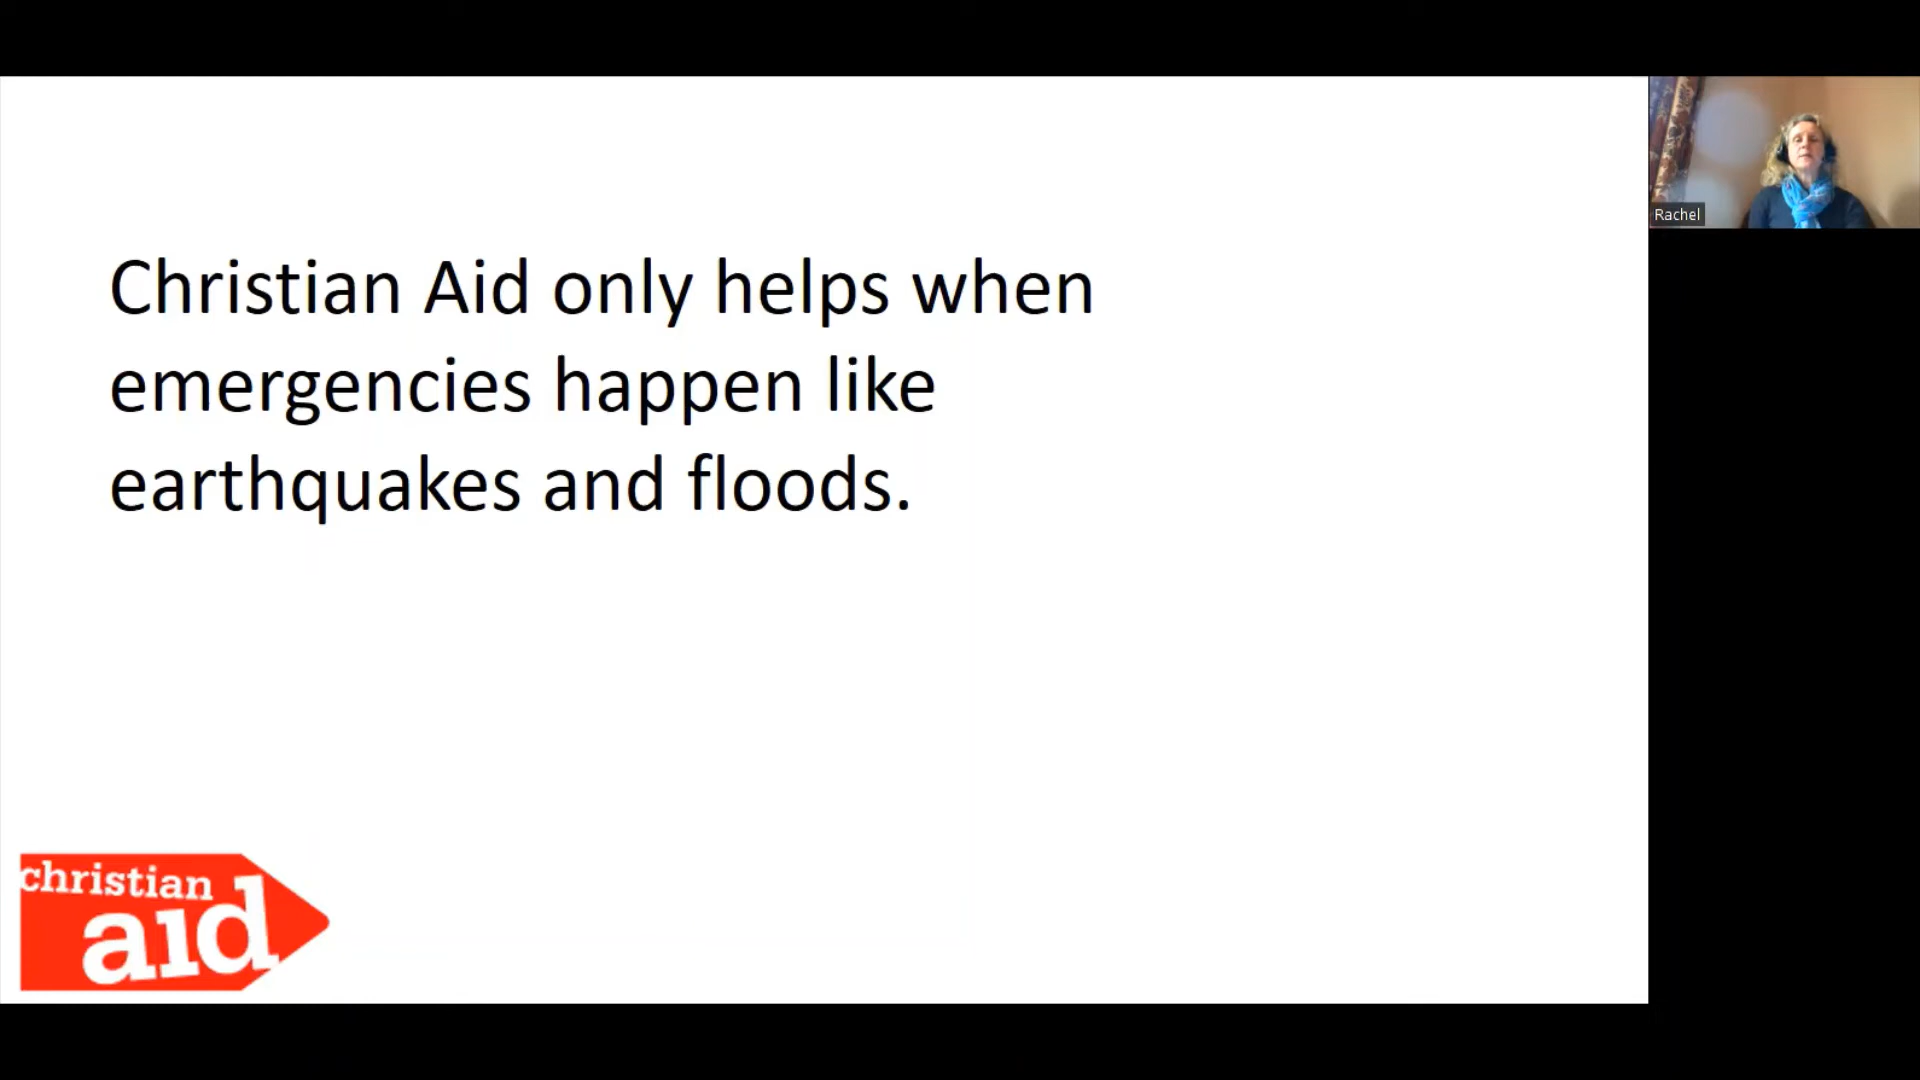 Christian Aid only helps when
emergencies happen like
earthquakes and floods.
Rachel
christian
aid